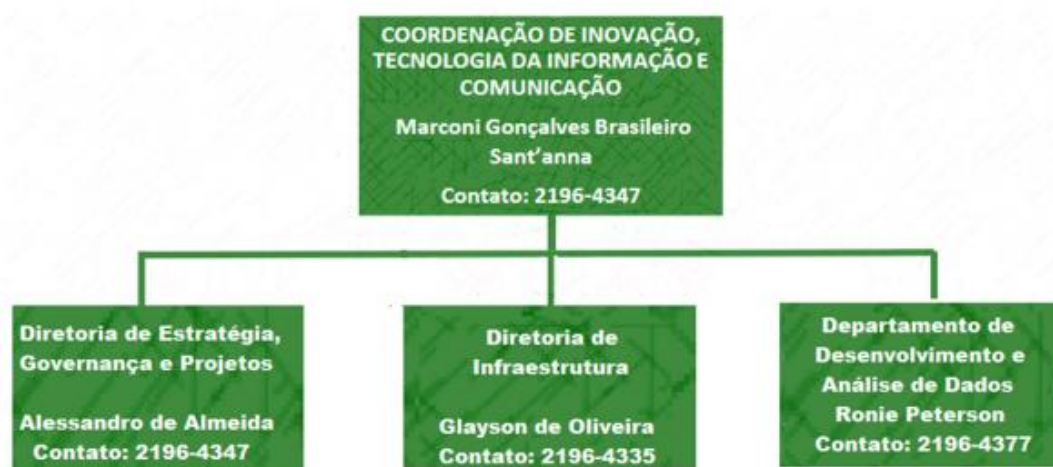 COORDENAÇÃO DE INOVAÇÃO,
TECNOLOGIA DA INFORMAÇÃO E
COMUNICAÇÃO
Marconi Gonçalves Brasileiro
Sant’anna
Contato: 2196-4347
Diretoria de Estratégia,
Governança e Projetos
Alessandro de Almeida
Contato: 2196-4347
Diretoria de
Infraestrutura
Glayson de Oliveira
Contato: 2196-4335
Departamento de
Desenvolvimento e
Análise de Dados
Ronie Peterson
Contato: 2196-4377